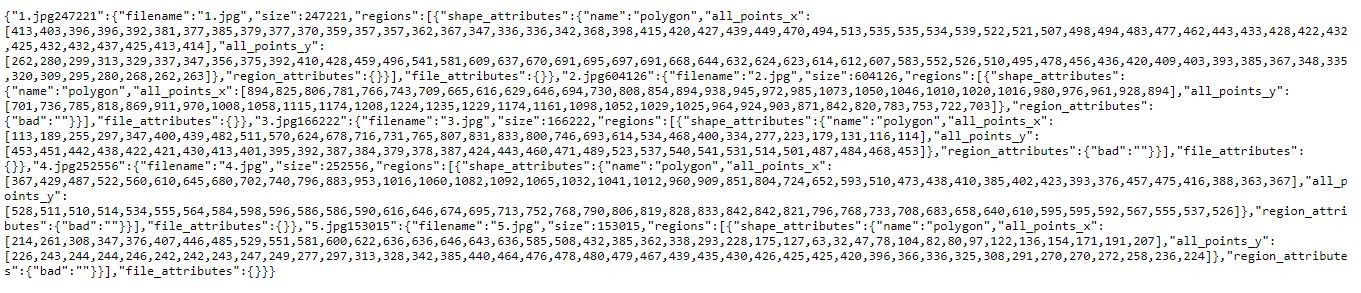 {"1.jpg247221":{"filename":"1.jpg","size":247221,"regions":[{"shape_attributes":{"name":"polygon","all_points_x":
[413,403,396,396,392,381,377,385,379,377,370,359,357,357,362,367,347,336,336,342,368,398,415,420,427,439,449,470,494,513,535,535,534,539,522,521,507,498,494,483,477,462,443,433,428,422,432
,425,432,432,437,425,413,414],"all_points_y":
[262,280,299,313,329,337,347,356,375,392,410,428,459,496,541,581,609,637,670,691,695,697,691,668,644,632,624,623,614,612,607,583,552,526,510,495,478,456,436,420,409,403,393,385,367,348,335
,320,309,295,280,268,262,263]},"region_attributes":{}}],"file_attributes":{}},"2.jpg604126":{"filename":"2.jpg","size":604126,"regions":[{"shape_attributes":
{"name":"polygon","all_points_x":[894,825,806,781,766,743,709,665,616,629,646,694,730,808,854,894,938,945,972,985,1073,1050,1046,1010,1020,1016,980,976,961,928,894],"all_points_y":
[701,736,785,818,869,911,970,1008,1058,1115,1174,1208,1224,1235,1229,1174,1161,1098,1052,1029,1025,964,924,903,871,842,820,783,753,722,703]},"region_attributes":
{"bad":""}}],"file_attributes":{}},"3.jpg166222":{"filename":"3.jpg","size":166222,"regions":[{"shape_attributes":{"name":"polygon","all_points_x":
[113,189,255,297,347,400,439,482,511,570,624,678,716,731,765,807,831,833,800,746,693,614,534,468,400,334,277,223,179,131,116,114],"all_points_y":
[453,451,442,438,422,421,430,413,401,395,392,387,384,379,378,387,424,443,460,471,489,523,537,540,541,531,514,501,487,484,468,453]},"region_attributes":{"bad":""}}],"file_attributes":
{}},"4.jpg252556":{"filename":"4.jpg","size":252556,"regions":[{"shape_attributes":{"name":"polygon","all_points_x":
[367,429,487,522,560,610,645,680,702,740,796,883,953,1016,1060,1082,1092,1065,1032,1041,1012,960,909,851,804,724,652,593,510,473,438,410,385,402,423,393,376,457,475,416,388,363,367],"all_p
oints_y":
[528,511,510,514,534,555,564,584,598,596,586,586,590,616,646,674,695,713,752,768,790,806,819,828,833,842,842,821,796,768,733,708,683,658,640,610,595,595,592,567,555,537,526]},"region_attri
butes":{"bad":""}}],"file_attributes":{}},"5.jpg153015":{"filename":"5.jpg","size":153015,"regions":[{"shape_attributes":{"name":"polygon","all_points_x":
[214,261,308,347,376,407,446,485,529,551,581,600,622,636,636,646,643,636,585,508,432,385,362,338,293,228,175,127,63,32,47,78,104,82,80,97,122,136,154,171,191,207],"all_points_y":
[226,243,244,244,246,242,242,243,247,249,277,297,313,328,342,385,440,464,476,478,480,479,467,439,435,430,426,425,425,420,396,366,336,325,308,291,270,270,272,258,236,224]},"region_attribute
s":{"bad":""}}],"file_attributes":{}}}